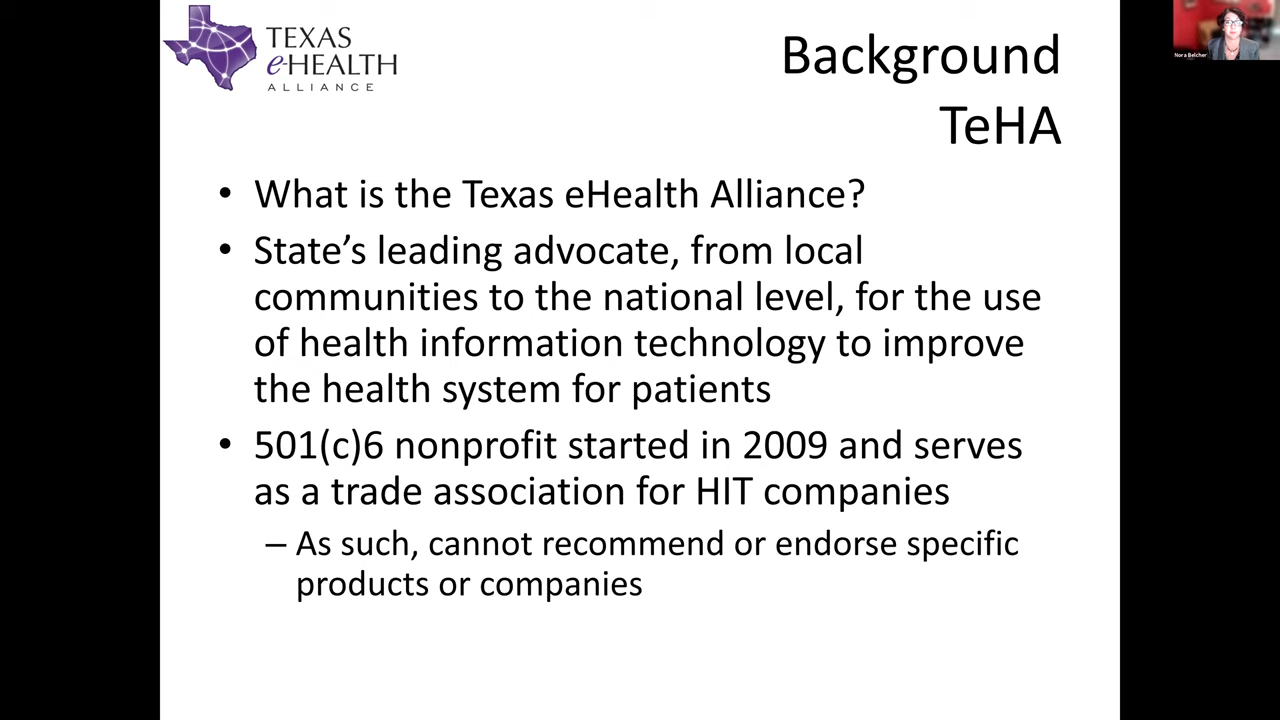 TEXAS
e-HEALTH
ALLIANCE
Background
TeHA
Nora Belcher
• What is the Texas eHealth Alliance?
• State’s leading advocate, from local
communities to the national level, for the use
of health information technology to improve
the health system for patients
• 501(c)6 nonprofit started in 2009 and serves
as a trade association for HIT companies
– As such, cannot recommend or endorse specific
products or companies